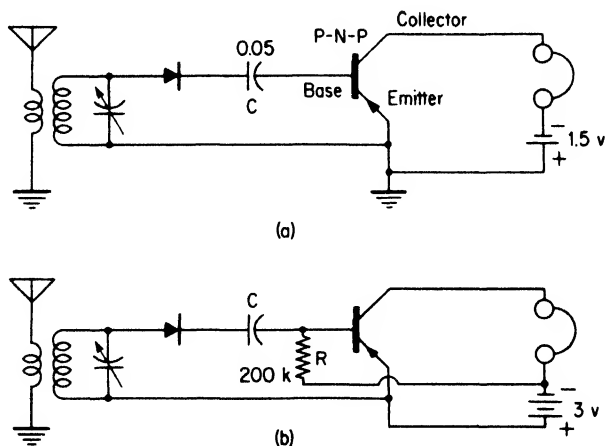 Collector
P-N-P
0.05
C
Base
Emitter
−
1.5 v
+
(a)
C
R
200 k
−
3 v
+
(b)